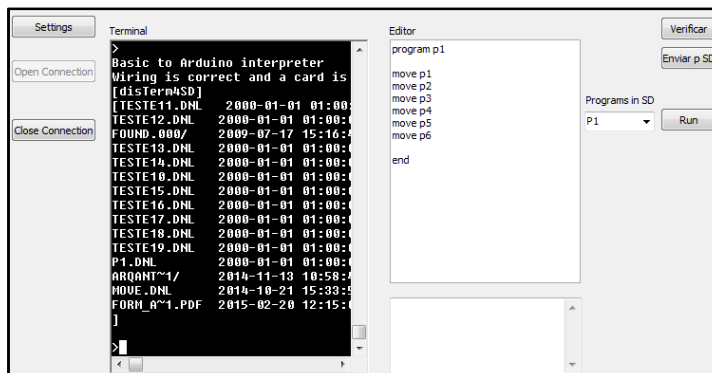 Settings
Open Connection
Close Connection
Terminal
>
Basic to Arduino interpreter
Wiring is correct and a card is
[disTerm4SD]
[TESTE11.DNL 2000-01-01 01:00:
TESTE12.DNL 2000-01-01 01:00:
FOUND.000/ 2009-07-17 15:16:4
TESTE13.DNL 2000-01-01 01:00:
TESTE14.DNL 2000-01-01 01:00:
TESTE10.DNL 2000-01-01 01:00:
TESTE15.DNL 2000-01-01 01:00:
TESTE16.DNL 2000-01-01 01:00:
TESTE17.DNL 2000-01-01 01:00:
TESTE18.DNL 2000-01-01 01:00:
TESTE19.DNL 2000-01-01 01:00:
P1.DNL 2000-01-01 01:00:
ARQANT~1/ 2014-11-13 10:58:4
MOVE.DNL 2014-10-21 15:33:5
FORM_A~1.PDF 2015-02-20 12:15:
]
>
Editor
program p1
move p1
move p2
move p3
move p4
move p5
move p6
end
Programs in SD
P1
Verificar
Enviar p SD
Run